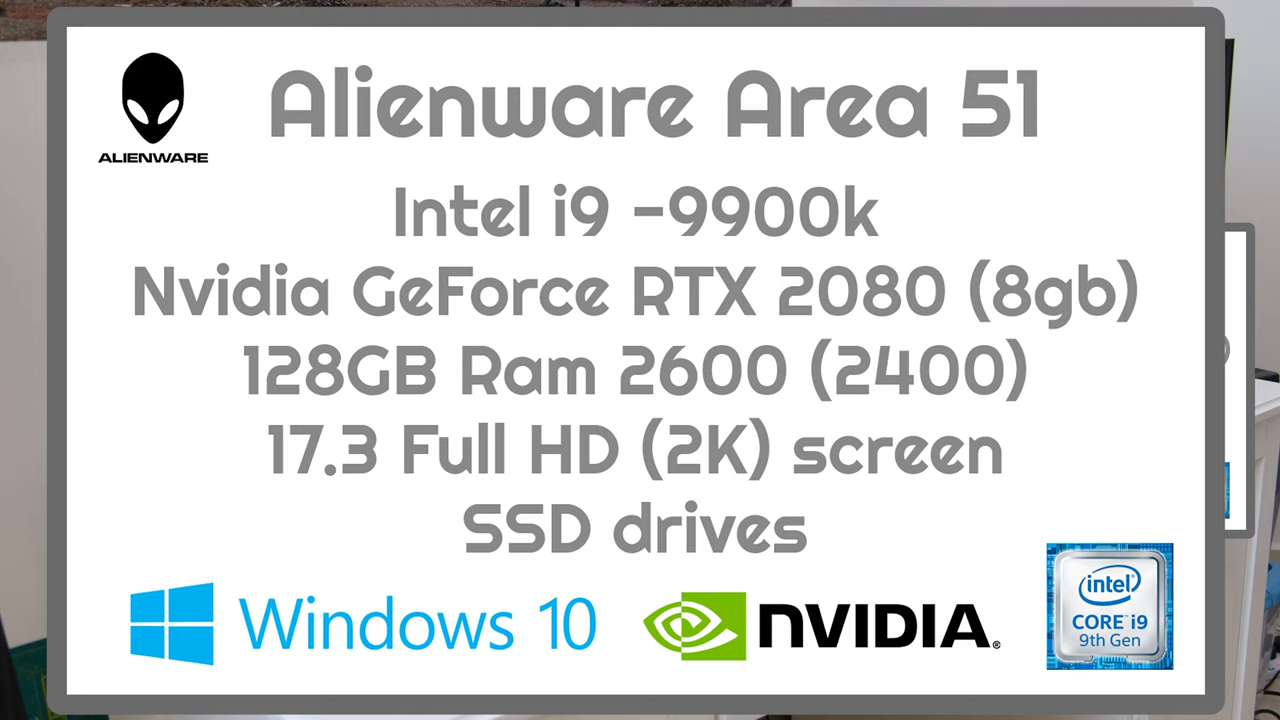 Alienware Area 51
ALIENWARE
Intel i9 -9900k
Nvidia GeForce RTX 2080 (8gb)
128GB Ram 2600 (2400)
17.3 Full HD (2K) screen
SSD drives
Windows 10
NVIDIA®
intel
CORE™ i9
9th Gen